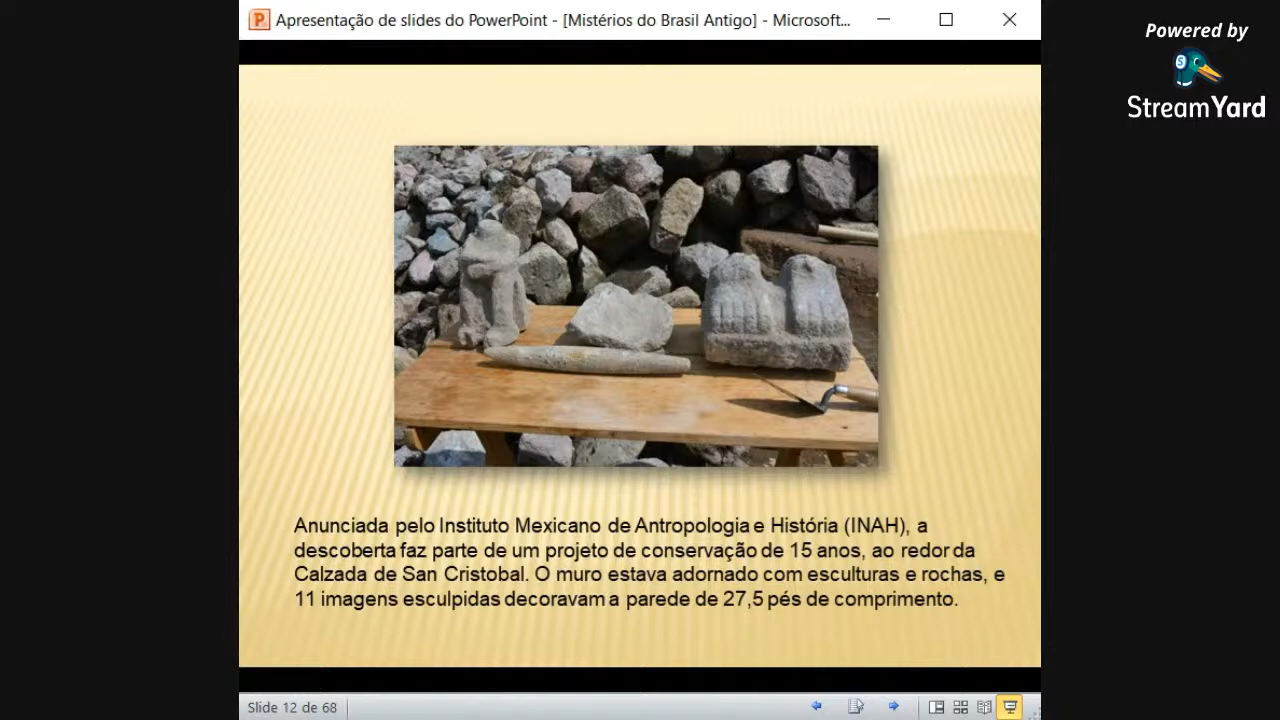 Apresentação de slides do PowerPoint - [Mistérios do Brasil Antigo] - Microsoft...
Powered by
StreamYard
Anunciada pelo Instituto Mexicano de Antropologia e História (INAH), a
descoberta faz parte de um projeto de conservação de 15 anos, ao redor da
Calzada de San Cristobal. O muro estava adornado com esculturas e rochas, e
11 imagens esculpidas decoravam a parede de 27,5 pés de comprimento.
Slide 12 de 68